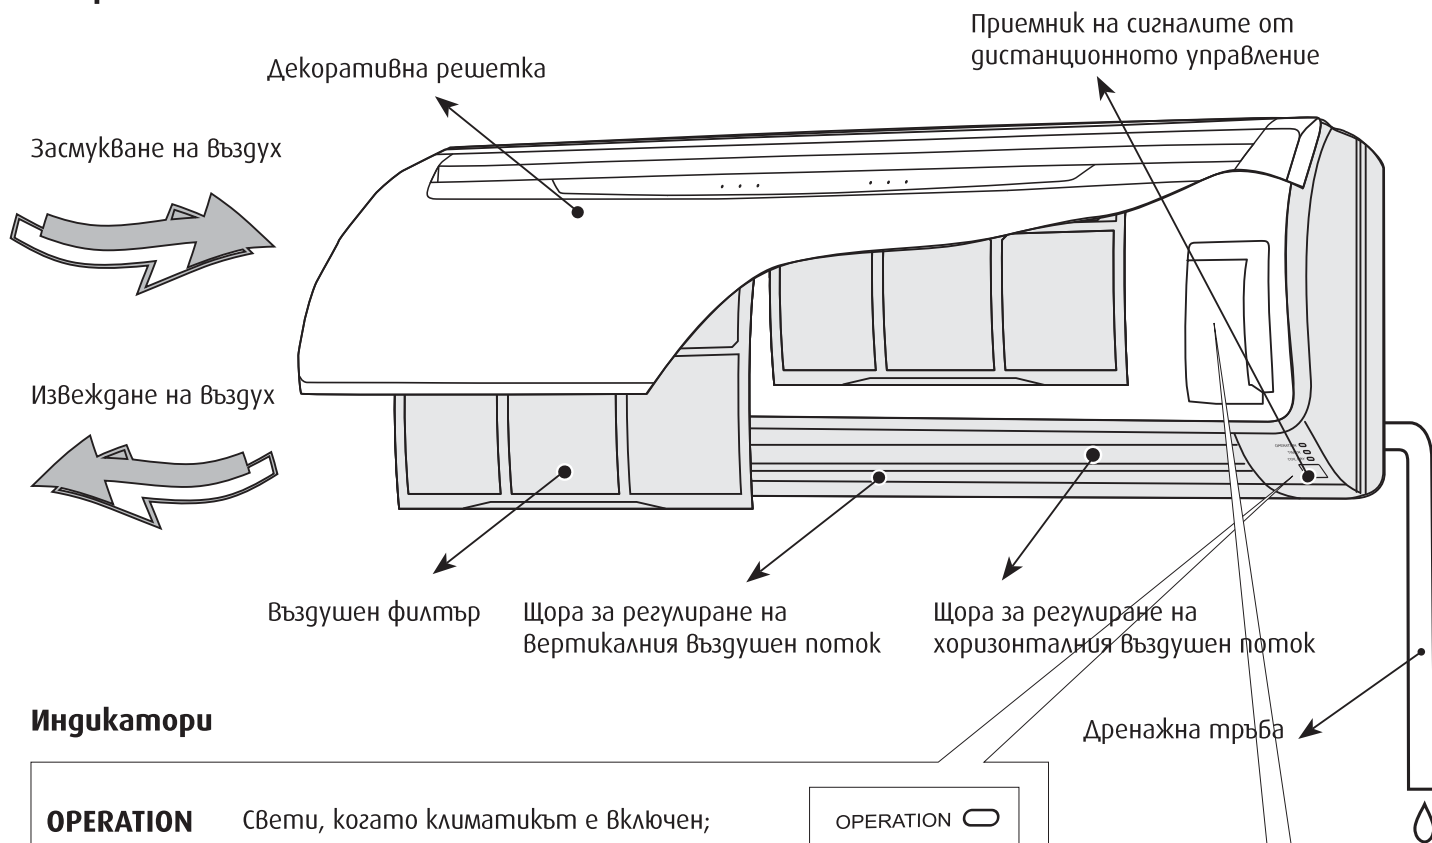 Приемник на сигналите от
дистанционното управление
Декоративна решетка
Засмукване на въздух
Извеждане на въздух
OPERATION
Въздушен филтър
Щора за регулиране на
вертикалния въздушен поток
Щора за регулиране на
хоризонталния въздушен поток
Дренажна тръба
Индикатори
OPERATION Свети, когато климатикът е включен;
OPERATION